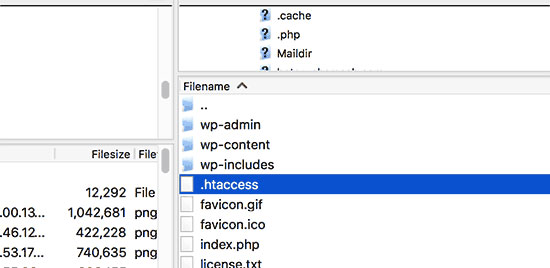 .cache
.php
Maildir
Filename
..
wp-admin
wp-content
wp-includes
.htaccess
favicon.gif
favicon.ico
index.php
license.txt
Filesize File
12,292 File
.00.13... 1,042,681 png
.46.12... 422,228 png
.53.17... 740,635 png